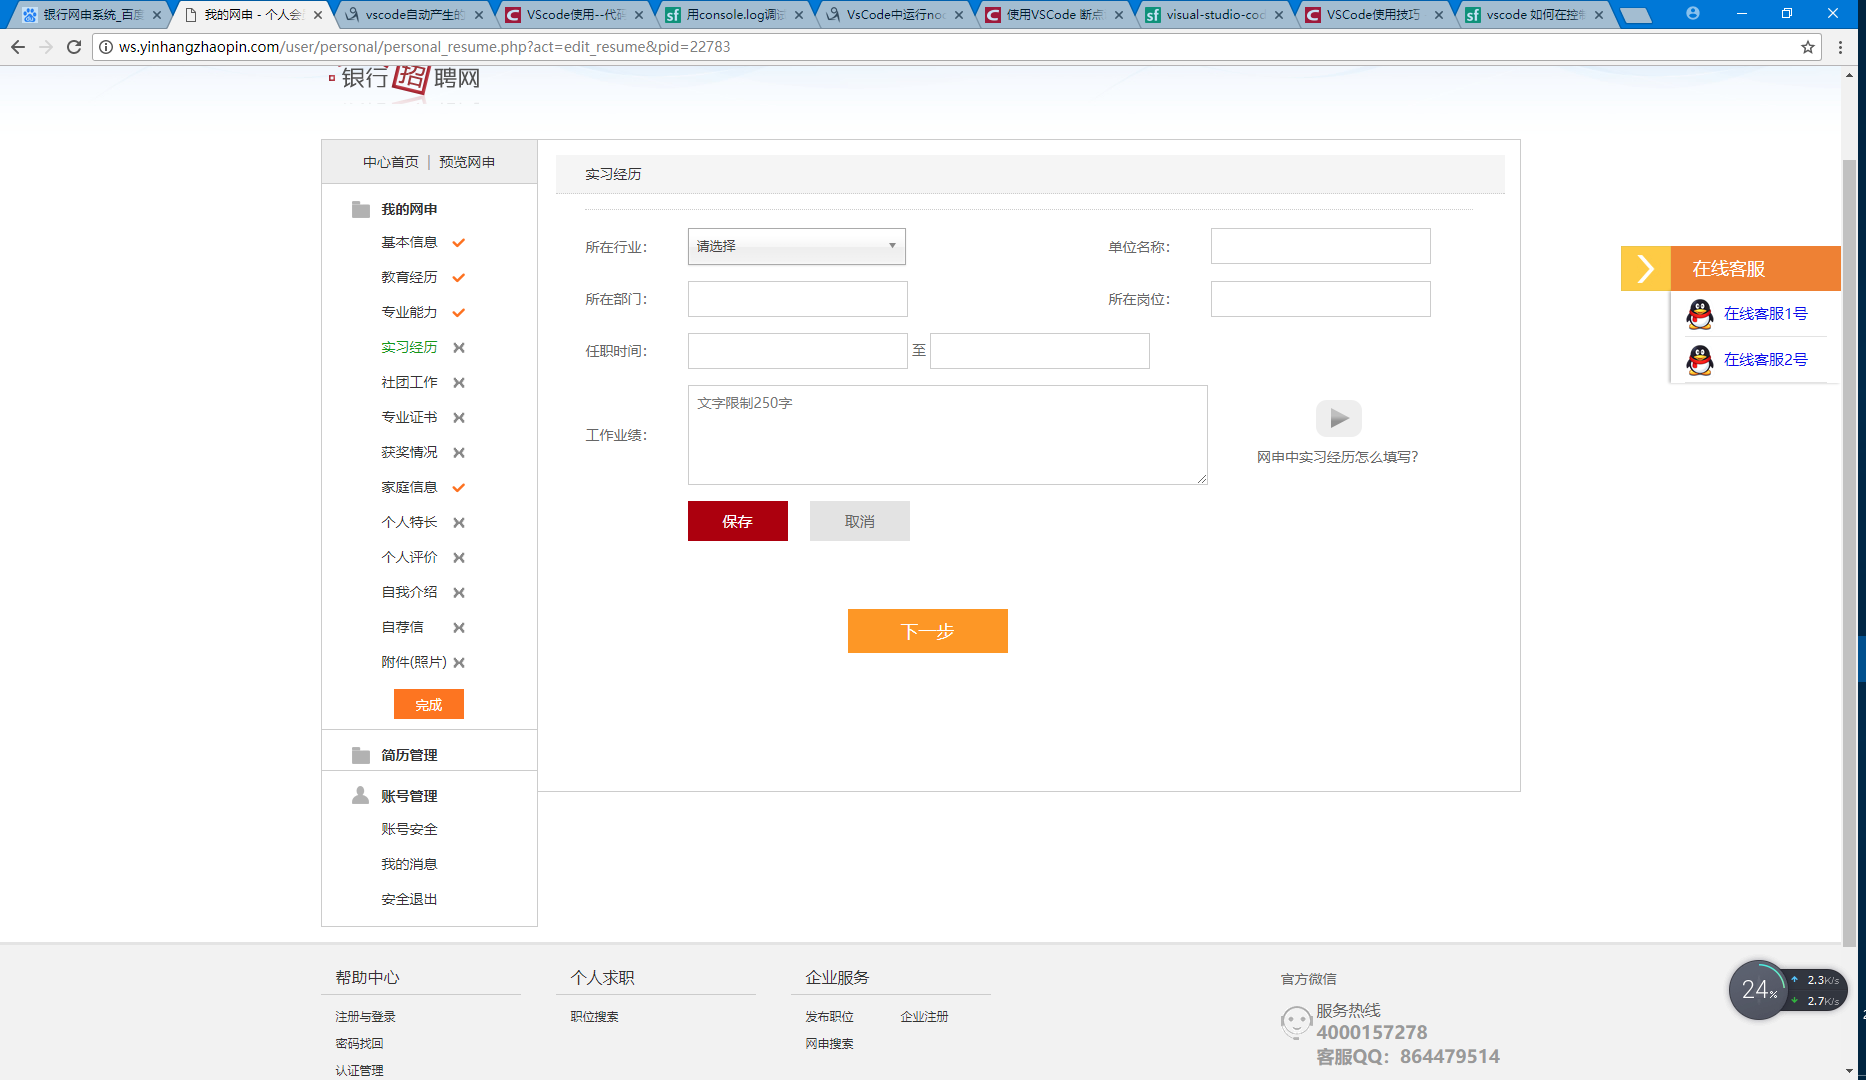 银行网申系统_百度
我的网申 - 个人会
vscode自动产生的
VScode使用--代码
用console.log调试
VsCode中运行no
使用VSCode 断点
visual-studio-cod
VSCode使用技巧
vscode 如何在控制
ws.yinhangzhaopin.com/user/personal/personal_resume.php?act=edit_resume&pid=22783
银行招聘网
中心首页 | 预览网申
我的网申
基本信息
教育经历
专业能力
实习经历
社团工作
专业证书
获奖情况
家庭信息
个人特长
个人评价
自我介绍
自荐信
附件(照片)
完成
简历管理
账号管理
账号安全
我的消息
安全退出
实习经历
所在行业： 请选择 单位名称：
所在部门： 所在岗位：
任职时间： 至
工作业绩： 文字限制250字
网申中实习经历怎么填写?
保存 取消
下一步
在线客服
在线客服1号
在线客服2号
帮助中心
注册与登录
密码找回
认证管理
个人求职
职位搜索
企业服务
发布职位 企业注册
网申搜索
官方微信
服务热线
4000157278
客服QQ：864479514
24%
2.3K/s
2.7K/s